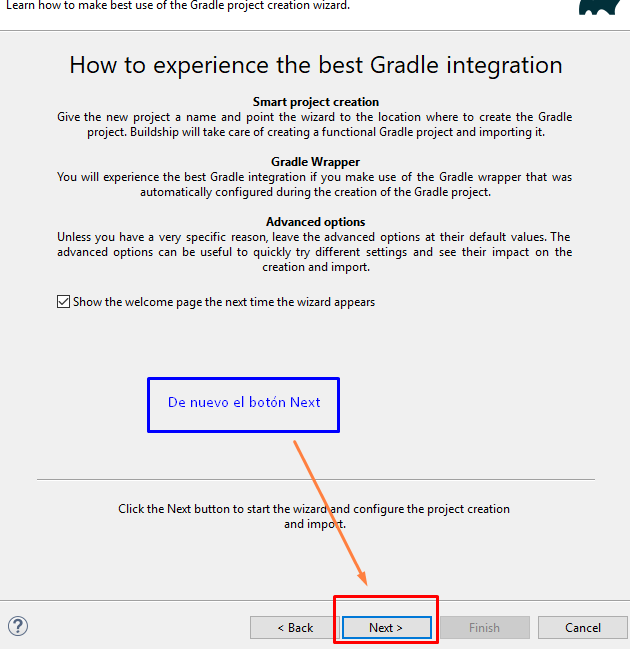 Learn how to make best use of the Gradle project creation wizard.
How to experience the best Gradle integration
Smart project creation
Give the new project a name and point the wizard to the location where to create the Gradle
project. Buildship will take care of creating a functional Gradle project and importing it.
Gradle Wrapper
You will experience the best Gradle integration if you make use of the Gradle wrapper that was
automatically configured during the creation of the Gradle project.
Advanced options
Unless you have a very specific reason, leave the advanced options at their default values. The
advanced options can be useful to quickly try different settings and see their impact on the
creation and import.
Show the welcome page the next time the wizard appears
De nuevo el botón Next
Click the Next button to start the wizard and configure the project creation
and import.
?
< Back
Next >
Finish
Cancel